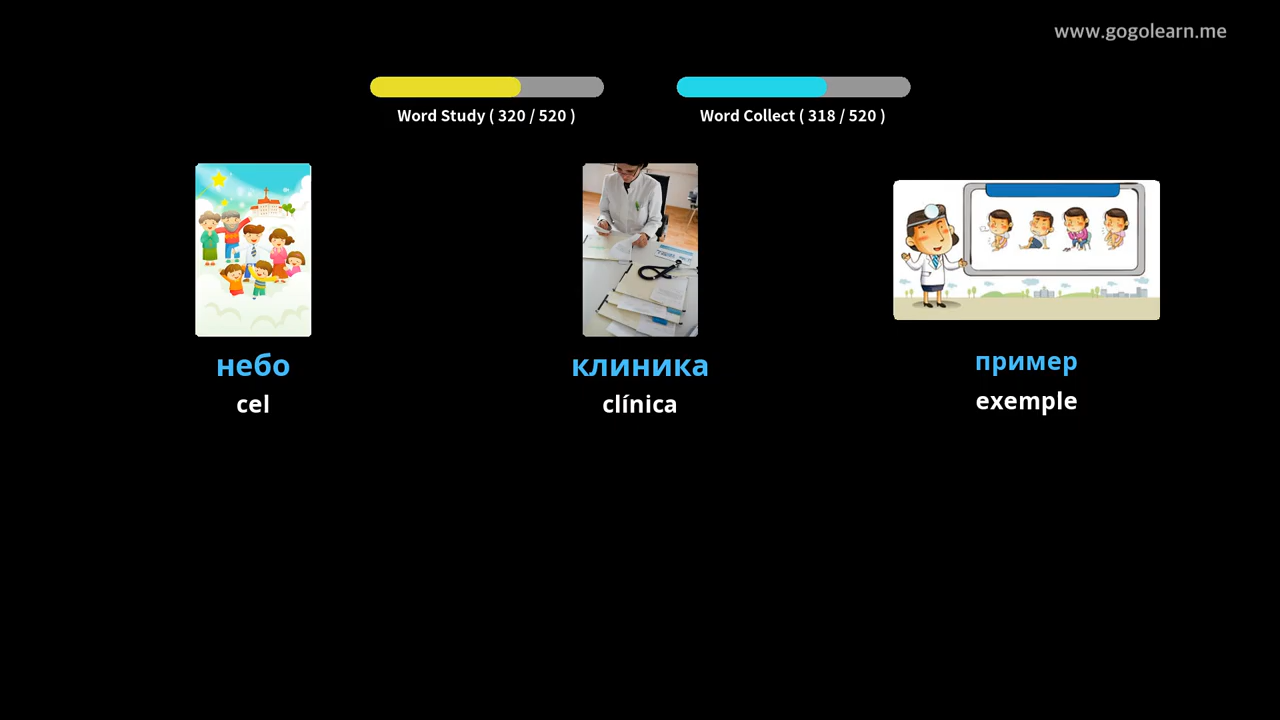 www.gogolearn.me
Word Study ( 320 / 520 )
Word Collect ( 318 / 520 )
небо
cel
клиника
clínica
пример
exemple